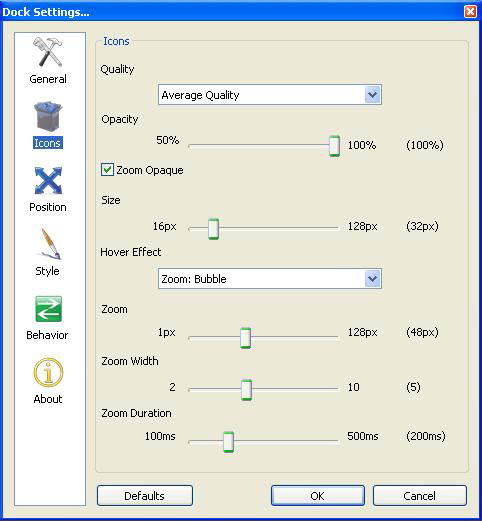 Dock Settings...
General
Icons
Position
Style
Behavior
About
Icons
Quality
Average Quality
Opacity
50% 100% (100%)
Zoom Opaque
Size
16px 128px (32px)
Hover Effect
Zoom: Bubble
Zoom
1px 128px (48px)
Zoom Width
2 10 (5)
Zoom Duration
100ms 500ms (200ms)
Defaults OK Cancel